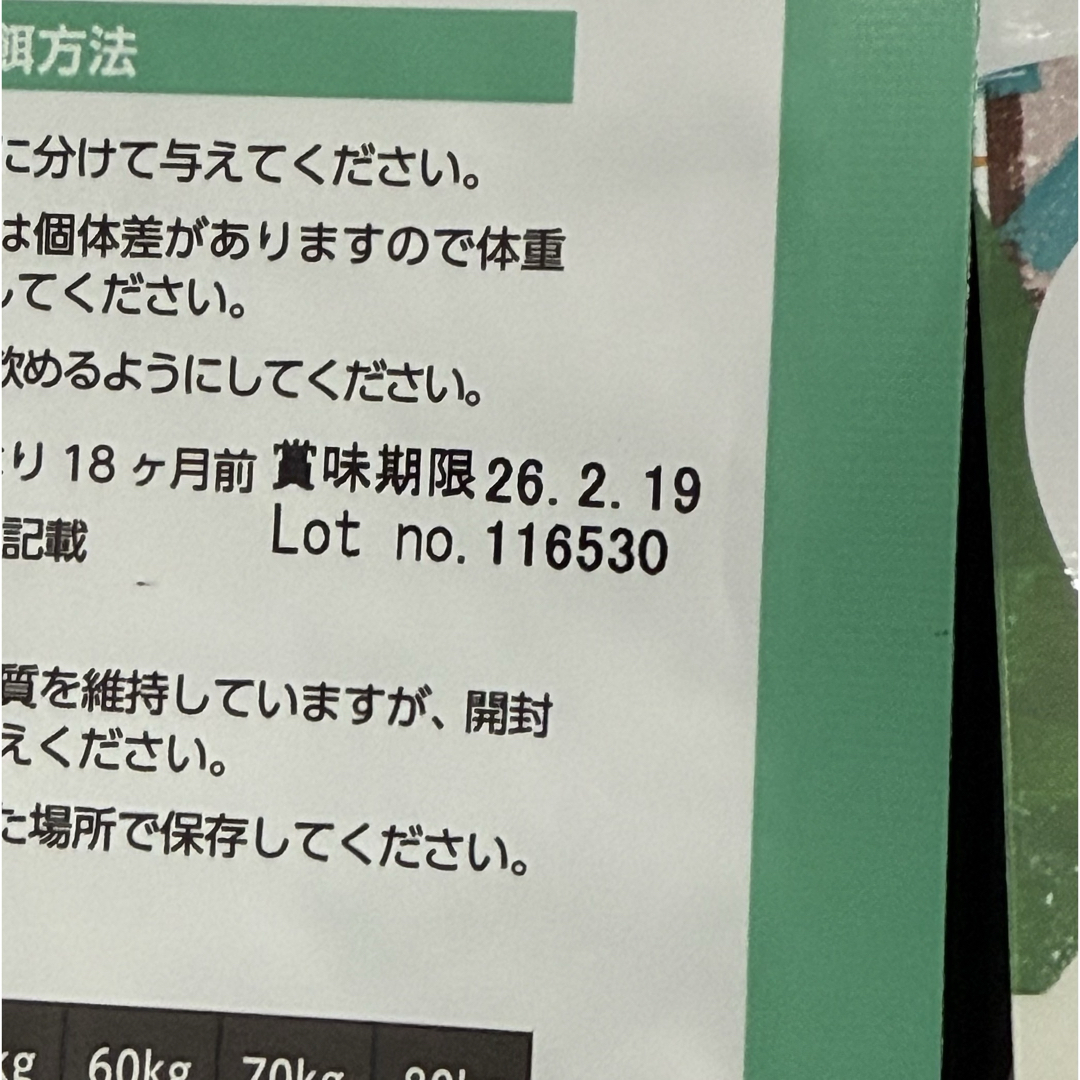 餌方法
に分けて与えてください。
は個体差がありますので体重
してください。
飲めるようにしてください。
より 18 ヶ月前 賞味期限 26. 2. 19
記載 Lot no. 116530
質を維持していますが、開封
えください。
た場所で保存してください。
kg 60kg 70kg